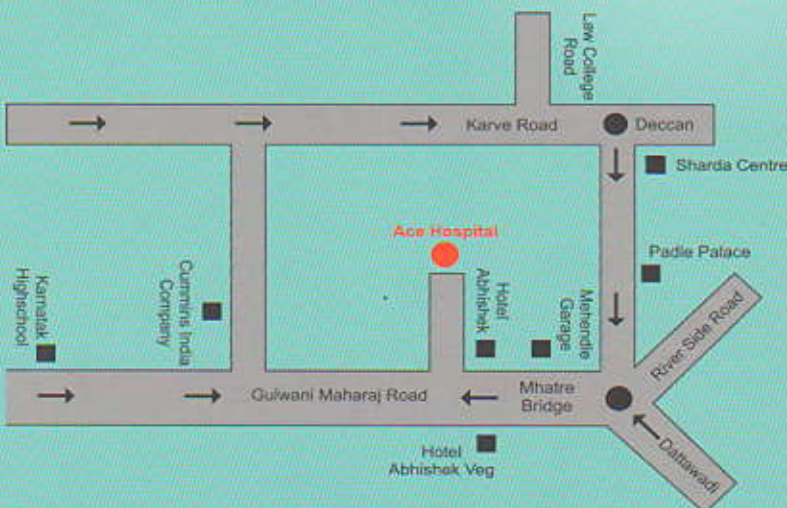 Law College
Road
Karve Road
Deccan
Sharda Centre
Ace Hospital
Padle Palace
Karnatak
Highschool
Cummins India
Company
Hotel
Abhishek
Mehendle
Garage
River Side Road
Gulwani Maharaj Road
Mhatre
Bridge
Hotel
Abhishek Veg
Dattawadi